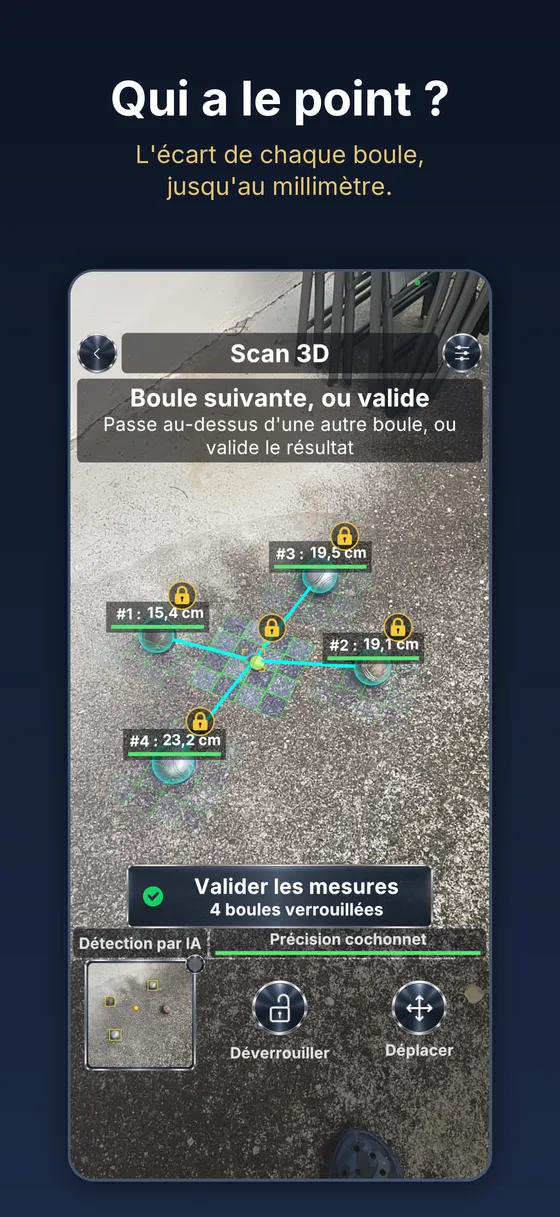 Qui a le point ?
L'écart de chaque boule,
jusqu'au millimètre.
Scan 3D
Boule suivante, ou valide
Passe au-dessus d'une autre boule, ou
valide le résultat
#3 : 19,5 cm
#1 : 15,4 cm
#2 : 19,1 cm
#4 : 23,2 cm
Valider les mesures
4 boules verrouillées
Détection par IA
Précision cochonnet
Déverrouiller
Déplacer